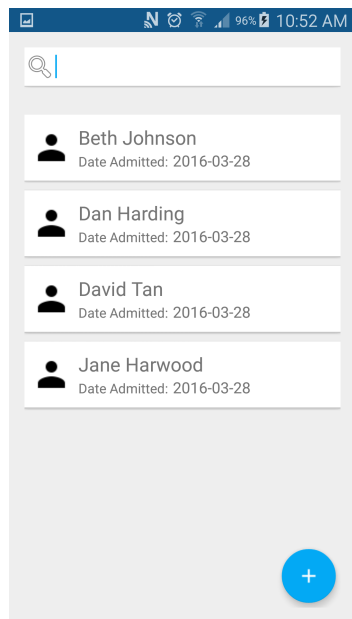 96% 10:52 AM
Beth Johnson
Date Admitted: 2016-03-28
Dan Harding
Date Admitted: 2016-03-28
David Tan
Date Admitted: 2016-03-28
Jane Harwood
Date Admitted: 2016-03-28
+